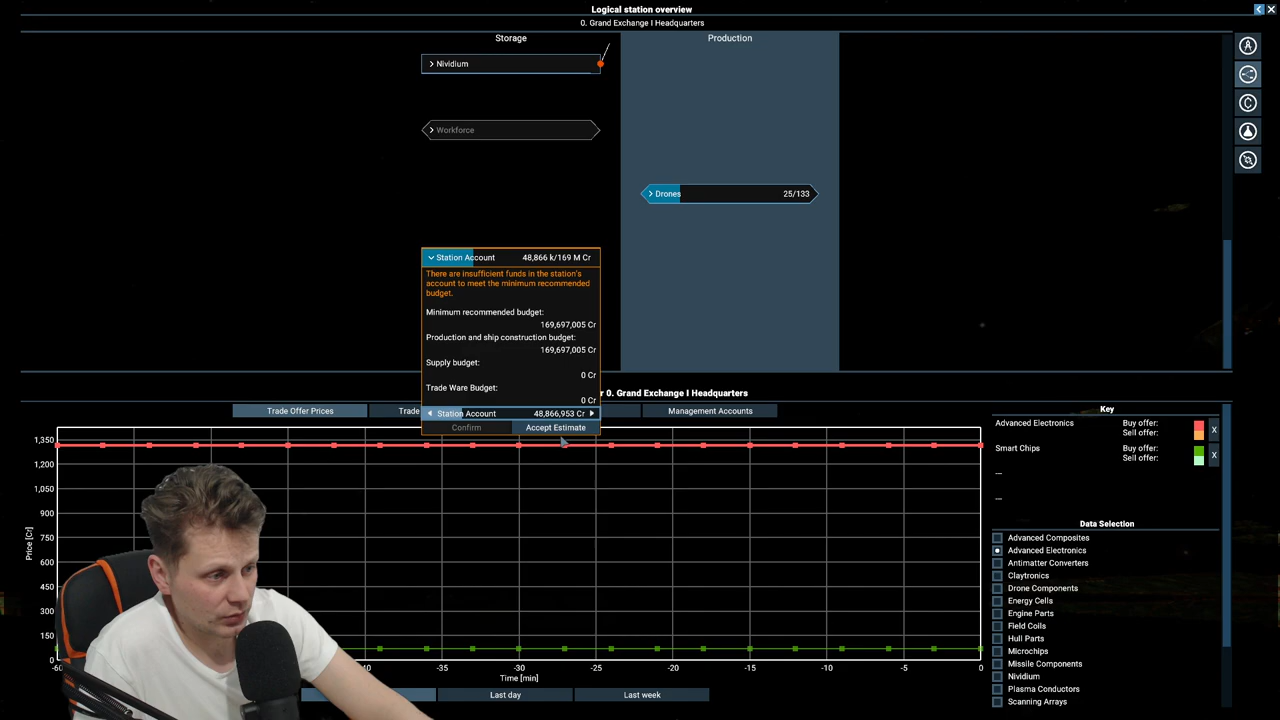 Logical station overview
0. Grand Exchange I Headquarters
Storage
Production
Nividium
Workforce
Drones 25/133
Station Account 48,866 k/169 M Cr
There are insufficient funds in the station's
account to meet the minimum recommended
budget.
Minimum recommended budget:
169,697,005 Cr
Production and ship construction budget:
169,697,005 Cr
Supply budget:
0 Cr
Trade Ware Budget:
0 Cr
Station Account 48,866,953 Cr
Confirm Accept Estimate
r 0. Grand Exchange I Headquarters
Trade Offer Prices
Trade
Management Accounts
1,350
1,200
1,050
900
750
600
450
300
150
0
Price [Cr]
-40 -35 -30 -25 -20 -15 -10 -5 0
Time [min]
Last day
Last week
Key
Advanced Electronics Buy offer:
Sell offer:
X
Smart Chips Buy offer:
Sell offer:
X
---
---
Data Selection
Advanced Composites
Advanced Electronics
Antimatter Converters
Claytronics
Drone Components
Energy Cells
Engine Parts
Field Coils
Hull Parts
Microchips
Missile Components
Nividium
Plasma Conductors
Scanning Arrays